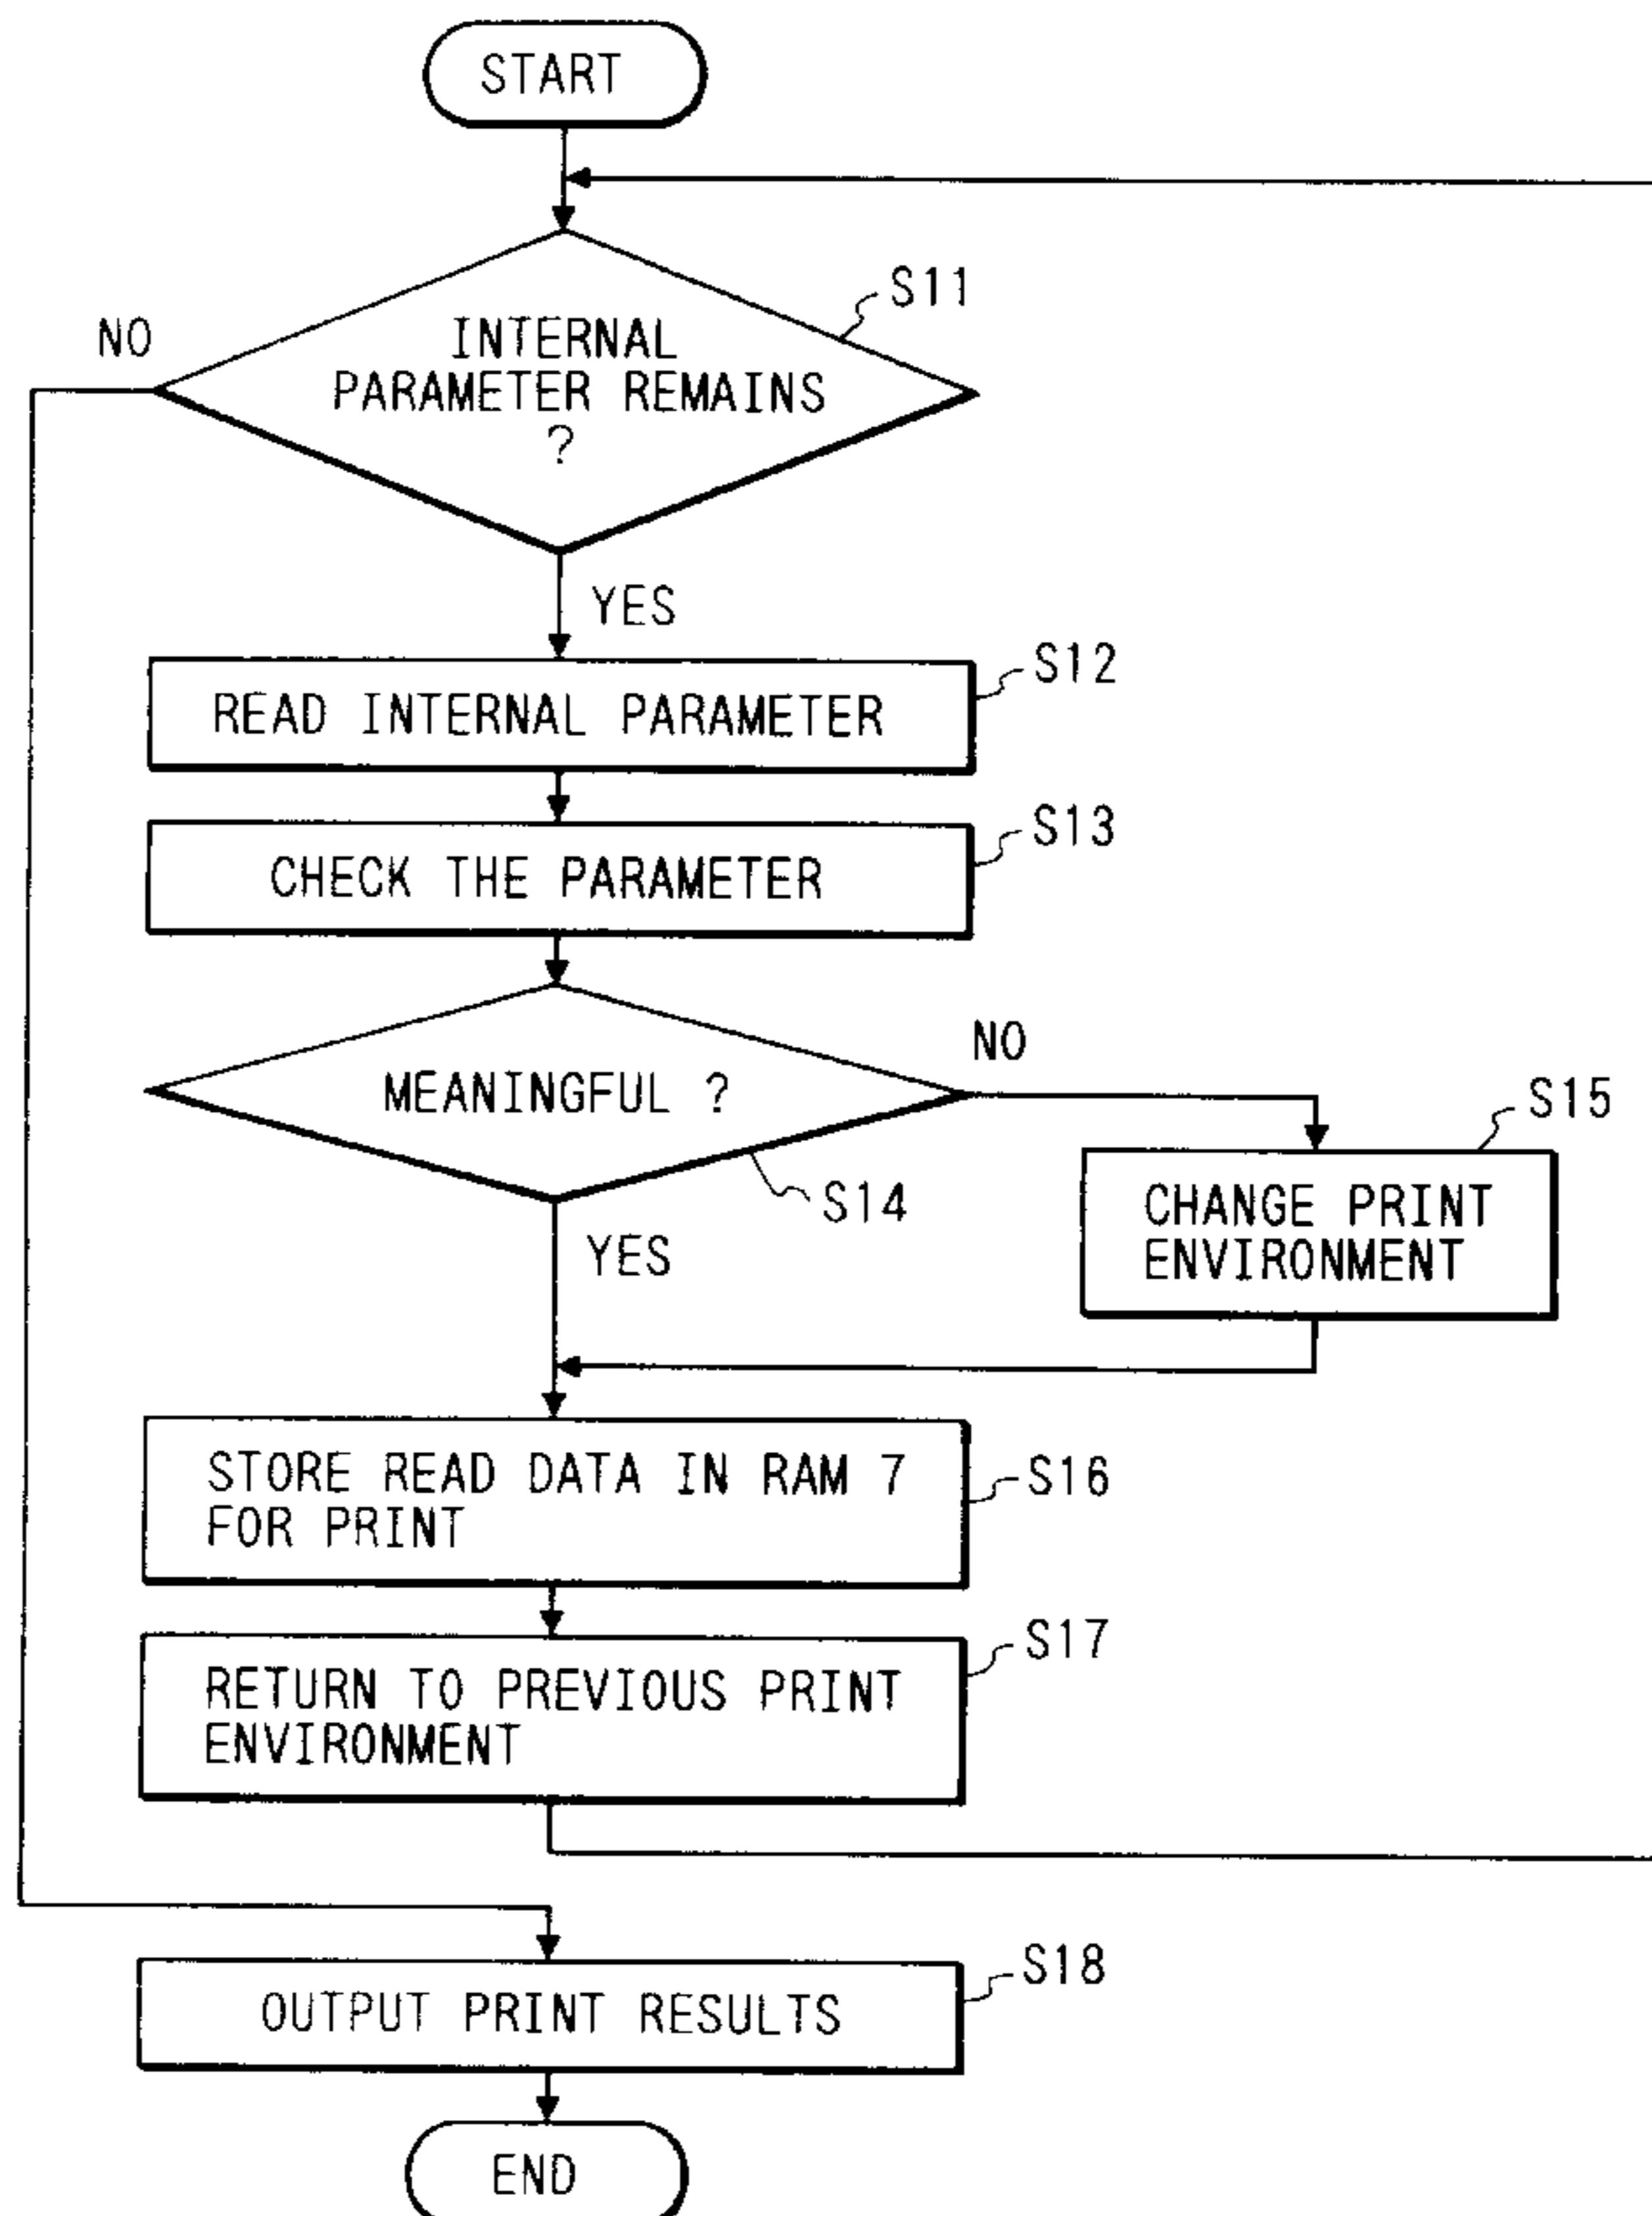 START
S11
NO
INTERNAL
PARAMETER REMAINS
?
YES
S12
READ INTERNAL PARAMETER
S13
CHECK THE PARAMETER
NO
MEANINGFUL ?
S15
S14
CHANGE PRINT
ENVIRONMENT
YES
STORE READ DATA IN RAM 7
FOR PRINT
S16
S17
RETURN TO PREVIOUS PRINT
ENVIRONMENT
S18
OUTPUT PRINT RESULTS
END